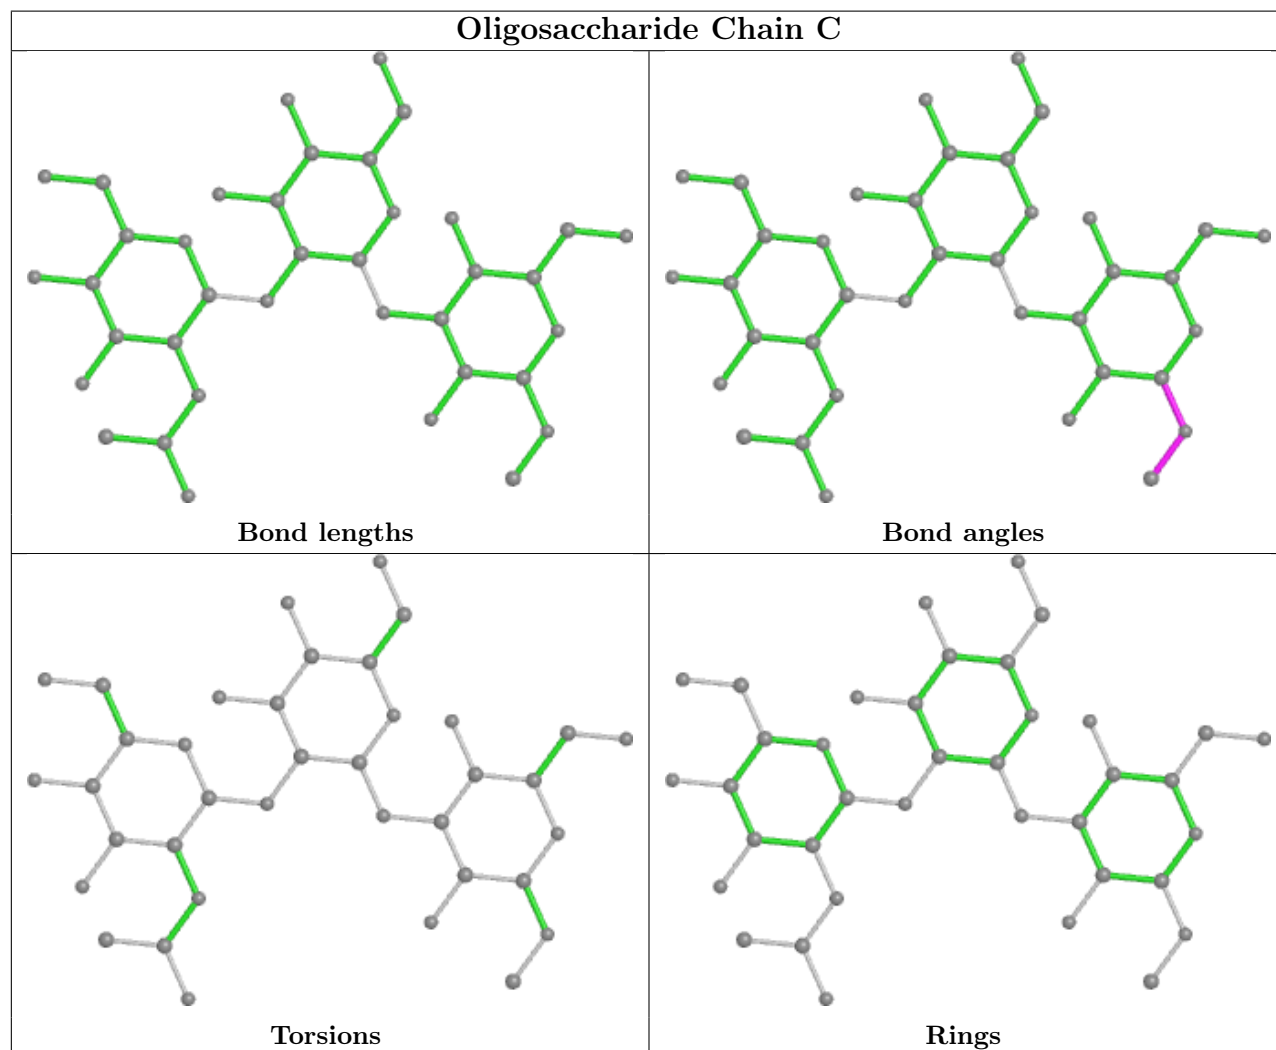 Oligosaccharide Chain C
Bond lengths
Bond angles
Torsions
Rings